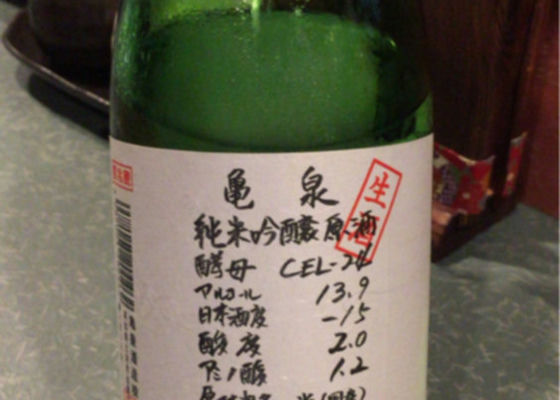 亀泉
生酒
純米吟醸原酒
酵母 CEL-24
アルコール 13.9
日本酒度 -15
酸度 2.0
アミノ酸 1.2